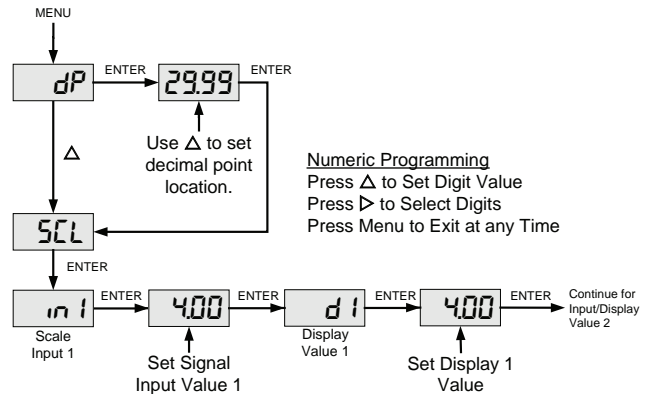 MENU
dP
ENTER
29.99
ENTER
Use △ to set
decimal point
location.
△
Numeric Programming
Press △ to Set Digit Value
Press ▷ to Select Digits
Press Menu to Exit at any Time
SCL
ENTER
in 1
ENTER
4.00
ENTER
d 1
ENTER
4.00
ENTER
Continue for
Input/Display
Value 2
Scale
Input 1
Set Signal
Input Value 1
Display
Value 1
Set Display 1
Value